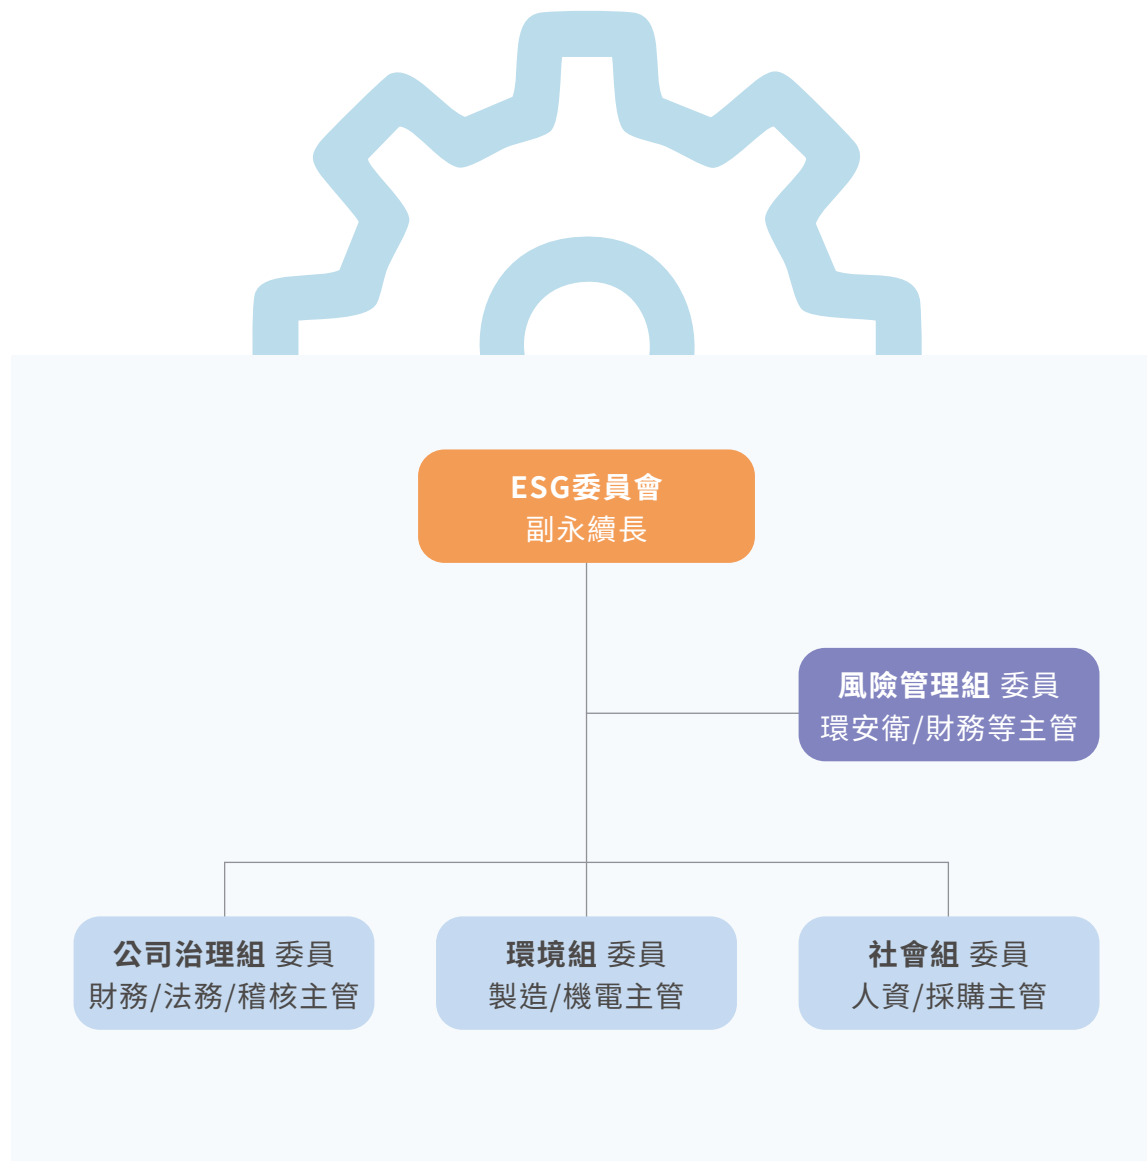 ESG委員會
副永續長
風險管理組 委員
環安衛/財務等主管
公司治理組 委員
財務/法務/稽核主管
環境組 委員
製造/機電主管
社會組 委員
人資/採購主管